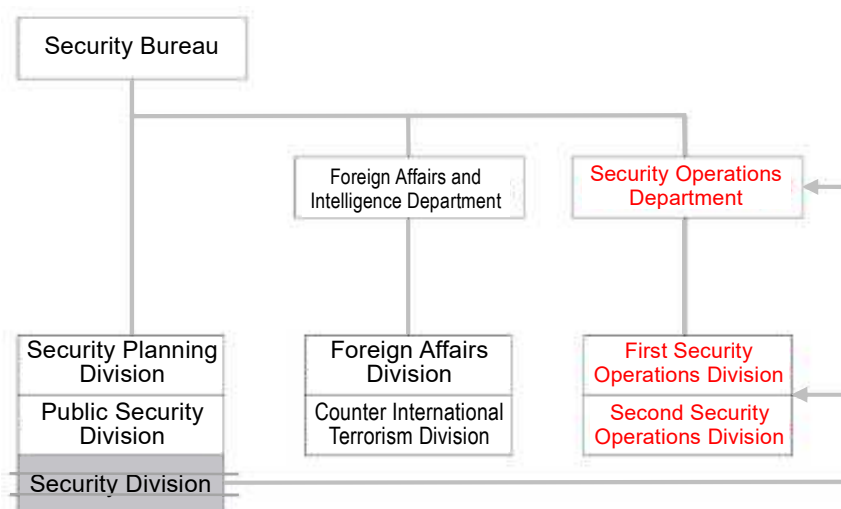 Security Bureau
Foreign Affairs and
Intelligence Department
Security Operations
Department
Security Planning
Division
Public Security
Division
Security Division
Foreign Affairs
Division
Counter International
Terrorism Division
First Security
Operations Division
Second Security
Operations Division